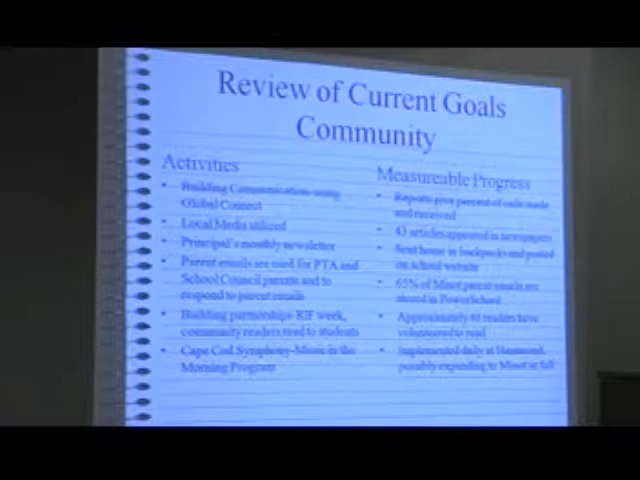 Review of Current Goals
Community
Activities
• Building Communication-using
Global Connect
• Local Media utilized
• Principal's monthly newsletter
• Parent emails are used for PTA and
School Council parents and to
respond to parent emails
• Building partnerships-RIF week,
community readers read to students
• Cape Cod Symphony-Music in the
Morning Program
Measureable Progress
• Reports give percent of calls made
and received
• 43 articles appeared in newspapers
• Sent home in backpacks and posted
on school website
• 65% of Minot parent emails are
stored in PowerSchool
• Approximately 40 readers have
volunteered to read
• Implemented daily at Hammond,
possibly expanding to Minot in fall